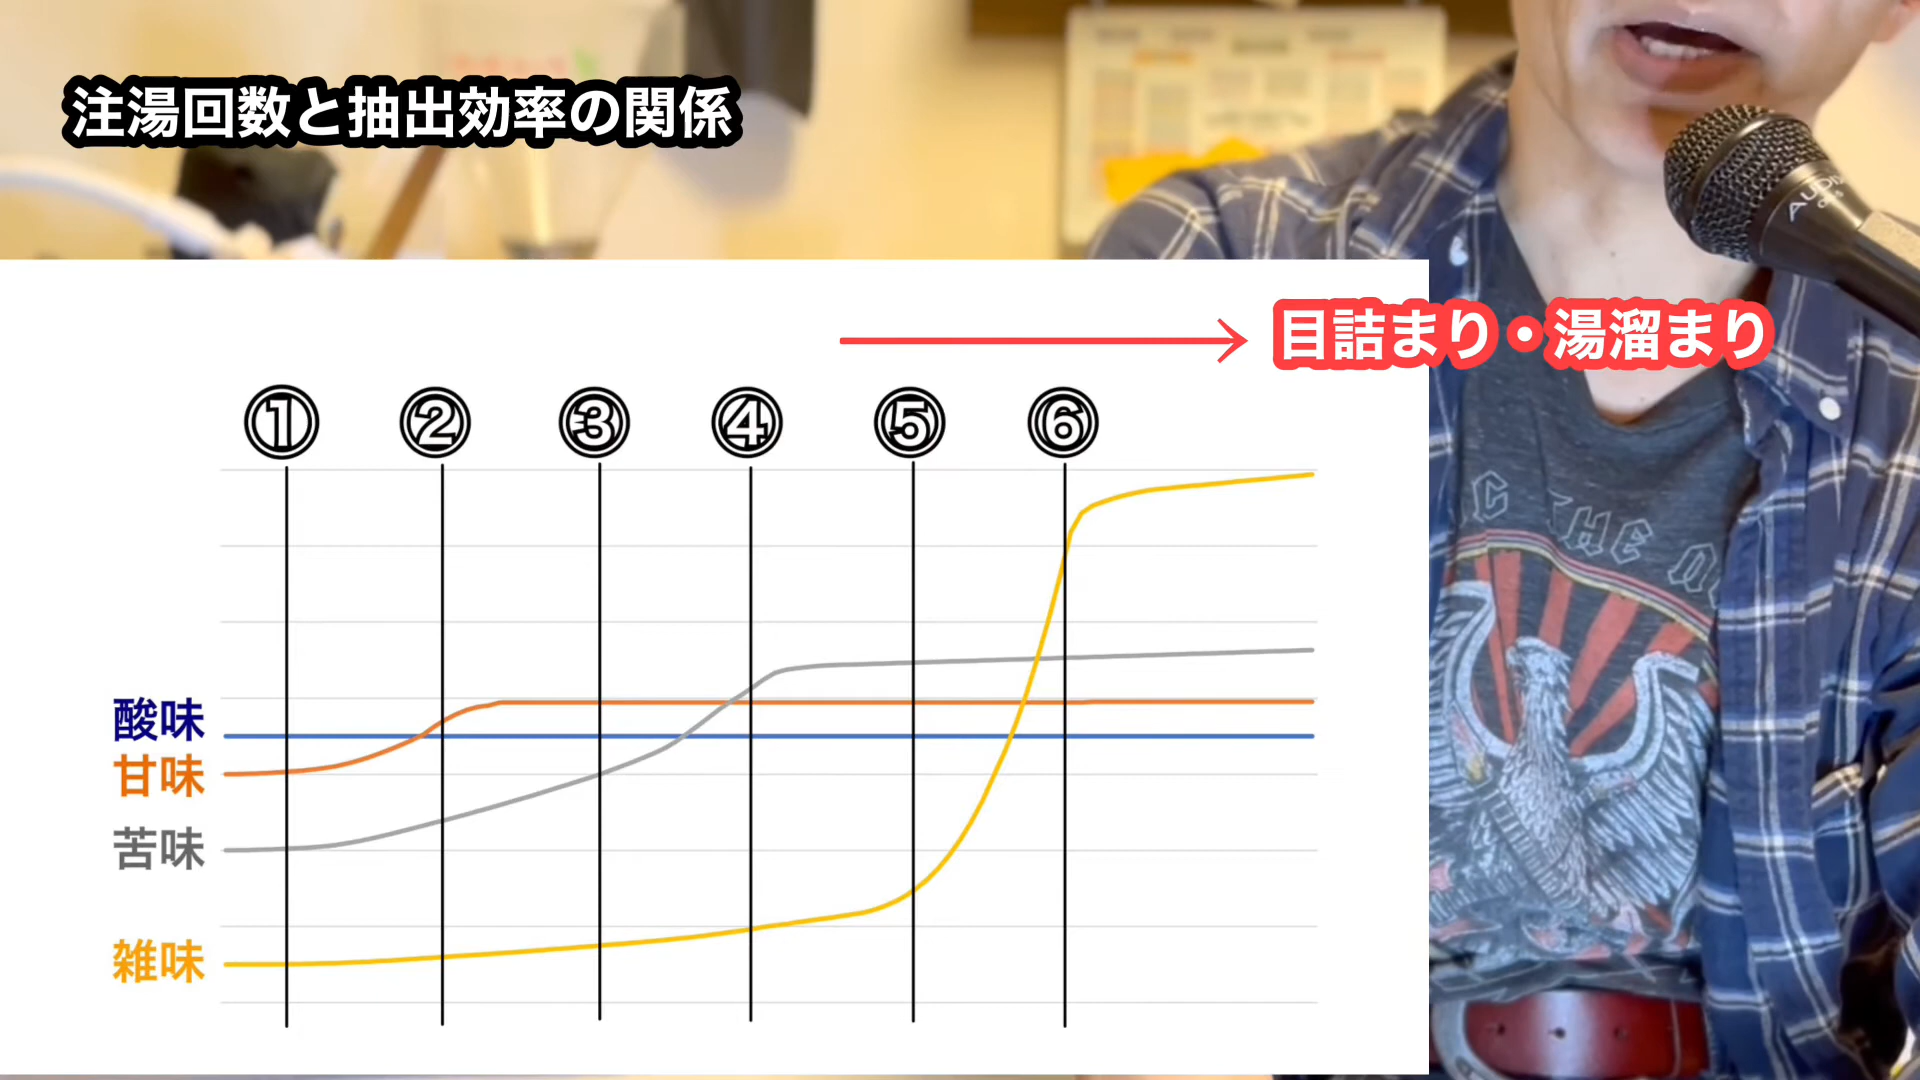 注湯回数と抽出効率の関係
目詰まり・湯溜まり
① ② ③ ④ ⑤ ⑥
酸味
甘味
苦味
雑味
THE